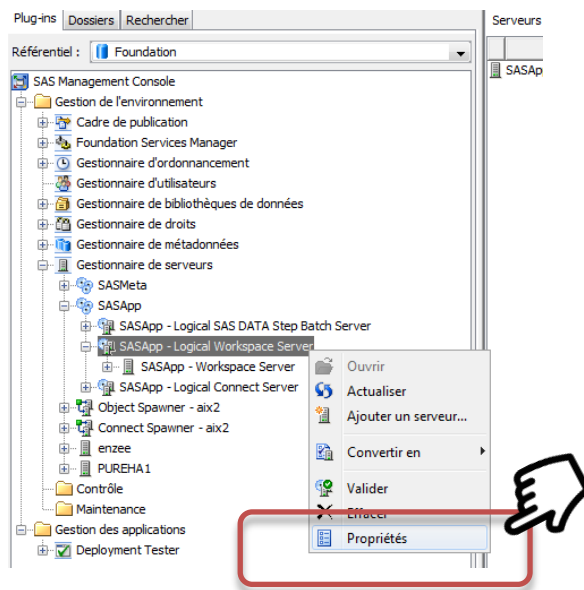 Plug-ins Dossiers Rechercher Serveurs
Référentiel : Foundation
SAS Management Console
Gestion de l'environnement
Cadre de publication
Foundation Services Manager
Gestionnaire d'ordonnancement
Gestionnaire d'utilisateurs
Gestionnaire de bibliothèques de données
Gestionnaire de droits
Gestionnaire de métadonnées
Gestionnaire de serveurs
SASMeta
SASApp
SASApp - Logical SAS DATA Step Batch Server
SASApp - Logical Workspace Server
SASApp - Workspace Server
SASApp - Logical Connect Server
Object Spawner - aix2
Connect Spawner - aix2
enzee
PUREHA1
Contrôle
Maintenance
Gestion des applications
Deployment Tester
Ouvrir
Actualiser
Ajouter un serveur...
Convertir en
Valider
Effacer
Propriétés